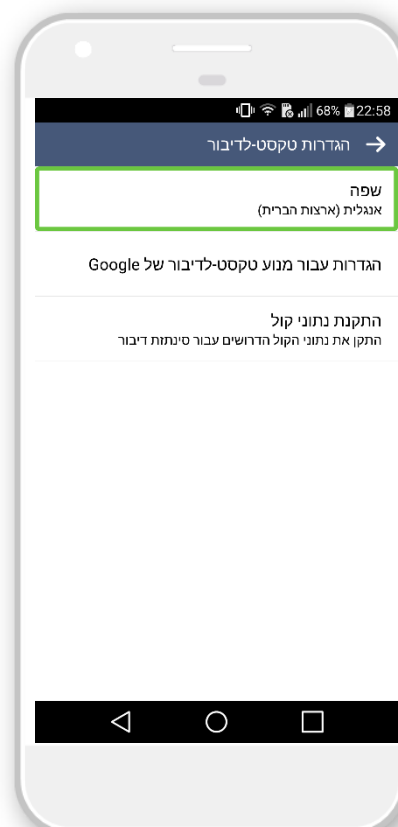 68% 22:58
הגדרות טקסט-לדיבור
שפה
אנגלית (ארצות הברית)
הגדרות עבור מנוע טקסט-לדיבור של Google
התקנת נתוני קול
התקן את נתוני הקול הדרושים עבור סינתזת דיבור